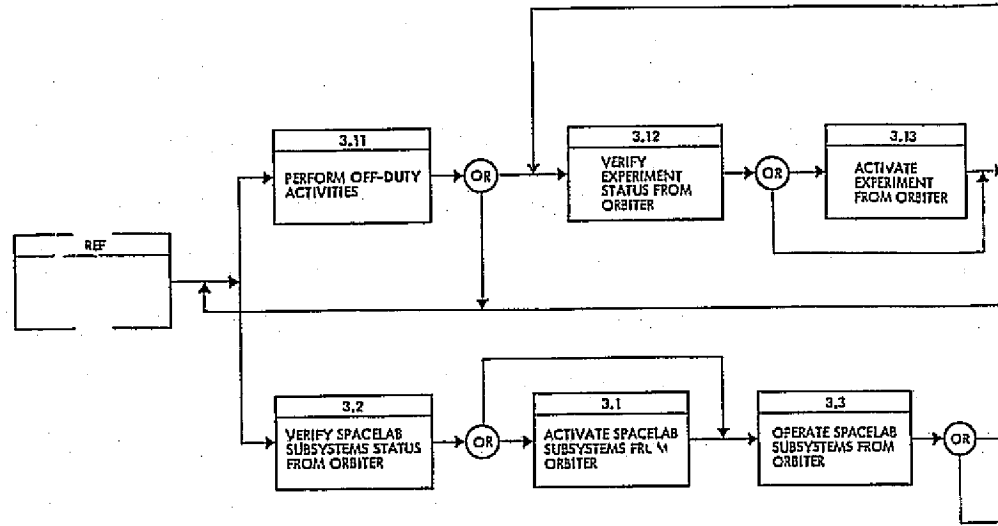 3.11
PERFORM OFF-DUTY
ACTIVITIES
OR
3.12
VERIFY
EXPERIMENT
STATUS FROM
ORBITER
OR
3.13
ACTIVATE
EXPERIMENT
FROM ORBITER
REF
3.2
VERIFY SPACELAB
SUBSYSTEMS STATUS
FROM ORBITER
OR
3.1
ACTIVATE SPACELAB
SUBSYSTEMS FROM
ORBITER
3.3
OPERATE SPACELAB
SUBSYSTEMS FROM
ORBITER
OR